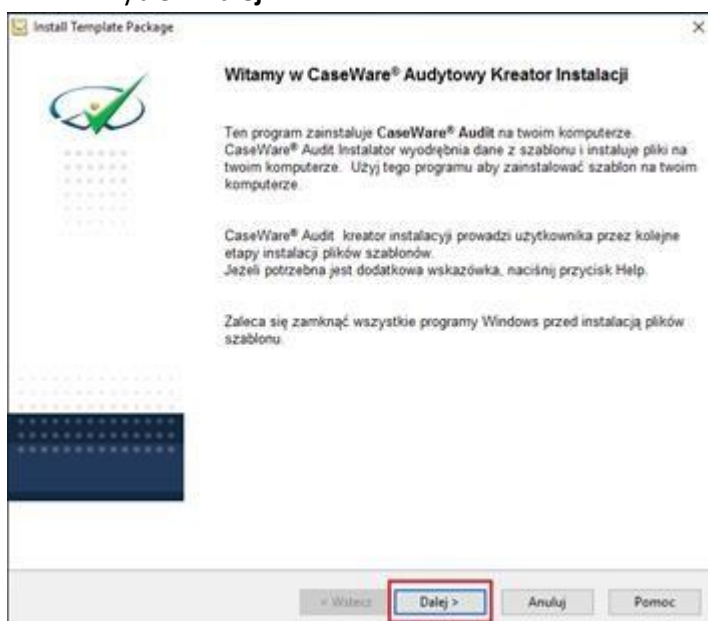 Install Template Package
Witamy w CaseWare® Audytowy Kreator Instalacji
Ten program zainstaluje CaseWare® Audit na twoim komputerze.
CaseWare® Audit Instalator wyodrębnia dane z szablonu i instaluje pliki na
twoim komputerze. Użyj tego programu aby zainstalować szablon na twoim
komputerze.
CaseWare® Audit kreator instalacyji prowadzi użytkownika przez kolejne
etapy instalacji plików szablonów.
Jeżeli potrzebna jest dodatkowa wskazówka, naciśnij przycisk Help.
Zaleca się zamknąć wszystkie programy Windows przed instalacją plików
szablonu.
< Wstecz Dalej > Anuluj Pomoc